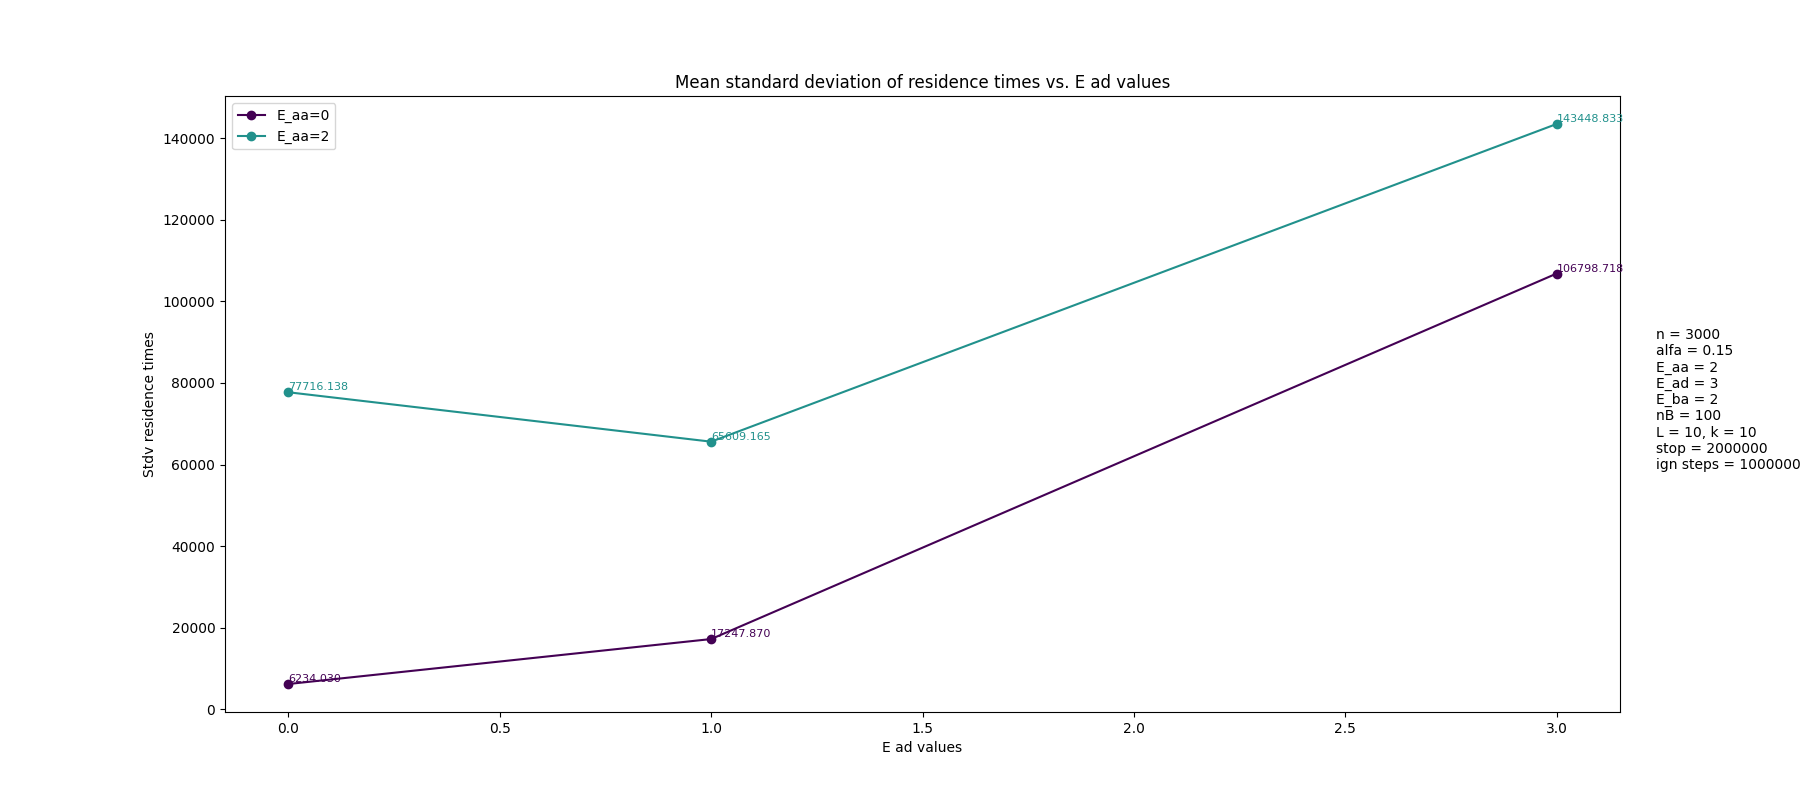 Mean standard deviation of residence times vs. E ad values
E_aa=0
E_aa=2
Stdv residence times
140000
120000
100000
80000
60000
40000
20000
0
143448.833
106798.718
77716.138
65609.165
17247.870
6234.030
0.0 0.5 1.0 1.5 2.0 2.5 3.0
E ad values
n = 3000
alfa = 0.15
E_aa = 2
E_ad = 3
E_ba = 2
nB = 100
L = 10, k = 10
stop = 2000000
ign steps = 1000000